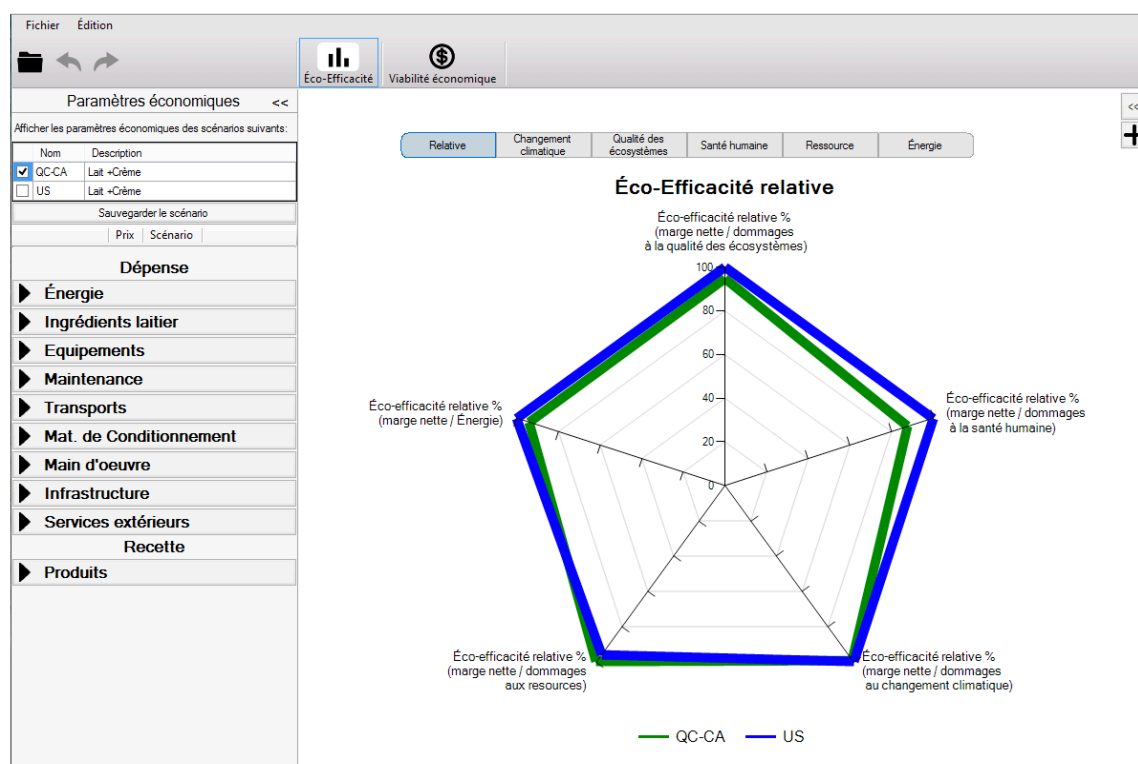 Fichier Édition
Éco-Efficacité Viabilité économique
Paramètres économiques <<
Afficher les paramètres économiques des scénarios suivants:
Nom Description
QC-CA Lait +Crème
US Lait +Crème
Sauvegarder le scénario
Prix Scénario
Dépense
Énergie
Ingrédients laitier
Equipements
Maintenance
Transports
Mat. de Conditionnement
Main d'oeuvre
Infrastructure
Services extérieurs
Recette
Produits
<<
Relative
Changement
climatique
Qualité des
écosystèmes
Santé humaine
Ressource
Énergie
Éco-Efficacité relative
Éco-efficacité relative %
(marge nette / dommages
à la qualité des écosystèmes)
100
80
60
40
20
0
Éco-efficacité relative %
(marge nette / dommages
à la santé humaine)
Éco-efficacité relative %
(marge nette / Énergie)
Éco-efficacité relative %
(marge nette / dommages
aux resources)
Éco-efficacité relative %
(marge nette / dommages
au changement climatique)
QC-CA US